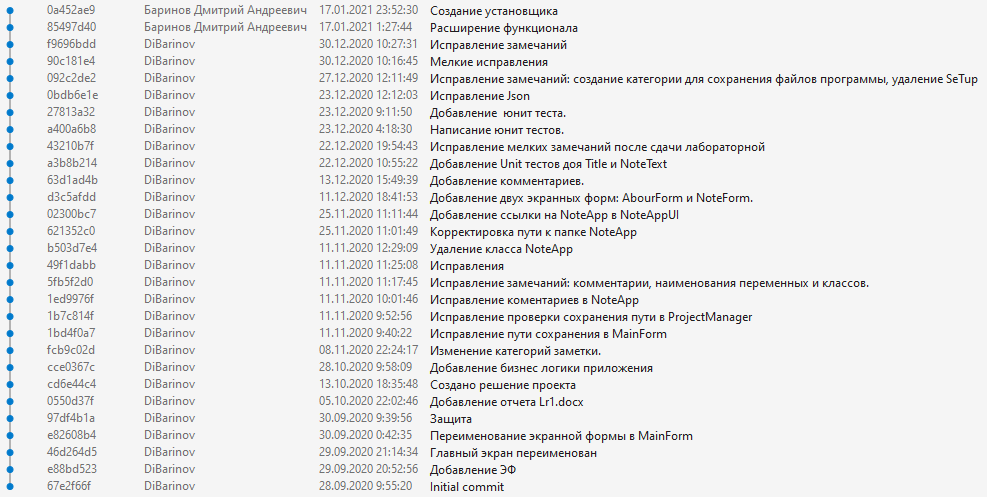 0a452ae9 Баринов Дмитрий Андреевич 17.01.2021 23:52:30 Создание установщика
85497d40 Баринов Дмитрий Андреевич 17.01.2021 1:27:44 Расширение функционала
f9696bdd DiBarinov 30.12.2020 10:27:31 Исправление замечаний
90c181e4 DiBarinov 30.12.2020 10:16:45 Мелкие исправления
092c2de2 DiBarinov 27.12.2020 12:11:49 Исправление замечаний: создание категории для сохранения файлов программы, удаление SeTup
0bdb6e1e DiBarinov 23.12.2020 12:12:03 Исправление Json
27813a32 DiBarinov 23.12.2020 9:11:50 Добавление  юнит теста.
a400a6b8 DiBarinov 23.12.2020 4:18:30 Написание юнит тестов.
43210b7f DiBarinov 22.12.2020 19:54:43 Исправление мелких замечаний после сдачи лабораторной
a3b8b214 DiBarinov 22.12.2020 10:55:22 Добавление Unit тестов доя Title и NoteText
63d1ad4b DiBarinov 13.12.2020 15:49:39 Добавление комментариев.
d3c5afdd DiBarinov 11.12.2020 18:41:53 Добавление двух экранных форм: AbourForm и NoteForm.
02300bc7 DiBarinov 25.11.2020 11:11:44 Добавление ссылки на NoteApp в NoteAppUI
621352c0 DiBarinov 25.11.2020 11:01:49 Корректировка пути к папке NoteApp
b503d7e4 DiBarinov 11.11.2020 12:29:09 Удаление класса NoteApp
49f1dabb DiBarinov 11.11.2020 11:25:08 Исправления
5fb5f2d0 DiBarinov 11.11.2020 11:17:45 Исправление замечаний: комментарии, наименования переменных и классов.
1ed9976f DiBarinov 11.11.2020 10:01:46 Исправление коментариев в NoteApp
1b7c814f DiBarinov 11.11.2020 9:52:56 Исправление проверки сохранения пути в ProjectManager
1bd4f0a7 DiBarinov 11.11.2020 9:40:22 Исправление пути сохранения в MainForm
fcb9c02d DiBarinov 08.11.2020 22:24:17 Изменение категорий заметки.
cce0367c DiBarinov 28.10.2020 9:58:09 Добавление бизнес логики приложения
cd6e44c4 DiBarinov 13.10.2020 18:35:48 Создано решение проекта
0550d37f DiBarinov 05.10.2020 22:02:46 Добавление отчета Lr1.docx
97df4b1a DiBarinov 30.09.2020 9:39:56 Защита
e82608b4 DiBarinov 30.09.2020 0:42:35 Переименование экранной формы в MainForm
46d264d5 DiBarinov 29.09.2020 21:14:34 Главный экран переименован
e88bd523 DiBarinov 29.09.2020 20:52:56 Добавление ЭФ
67e2f66f DiBarinov 28.09.2020 9:55:20 Initial commit